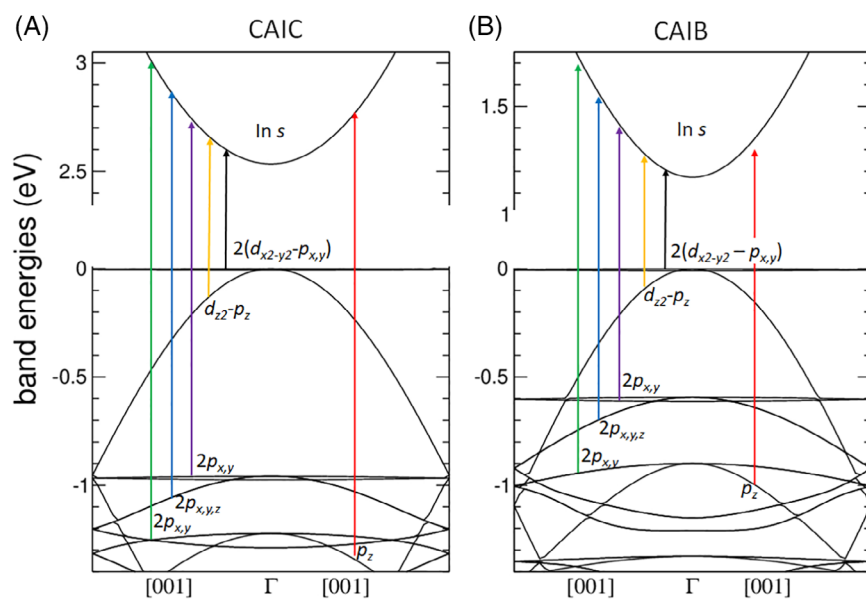 (A)
CAIC
(B)
CAIB
band energies (eV)
3
2.5
0
-0.5
-1
In s
2(dx2-y2-px,y)
dz2-pz
2px,y
2px,y,z
2px,y
pz
[001]
Γ
[001]
1.5
1
0
-0.5
-1
In s
2(dx2-y2 – px,y)
dz2-pz
2px,y
2px,y,z
2px,y
pz
[001]
Γ
[001]